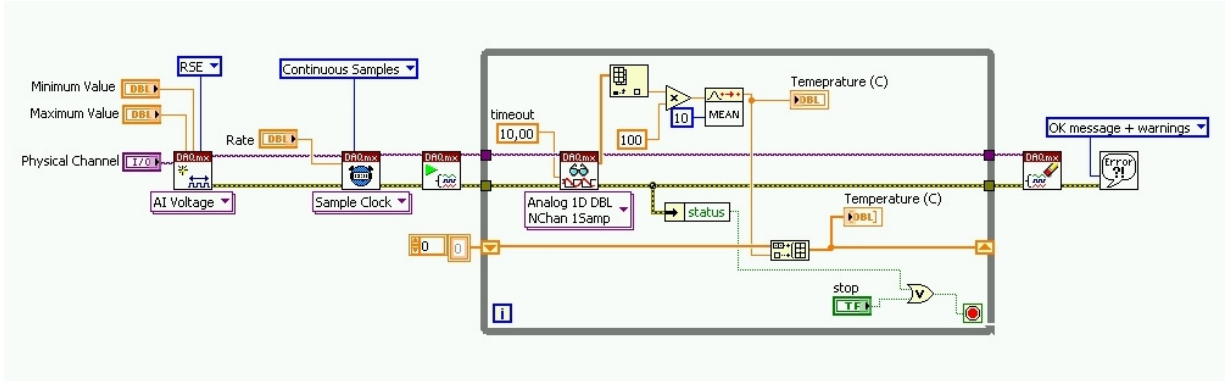 RSE
Continuous Samples
Minimum Value
DBL
Maximum Value
DBL
Rate
DBL
Physical Channel
I/O
DAQmx
AI Voltage
DAQmx
Sample Clock
DAQmx
timeout
10,00
DAQmx
Analog 1D DBL
NChan 1Samp
100
10
MEAN
Temeprature (C)
DBL
status
Temperature (C)
DBL
0
0
stop
TF
i
OK message + warnings
DAQmx
Error
?!